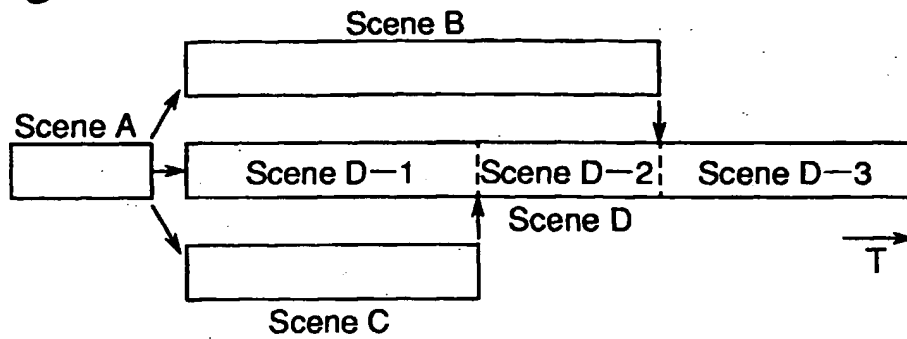 Scene B
Scene A
Scene D—1
Scene D—2
Scene D—3
Scene D
T
Scene C